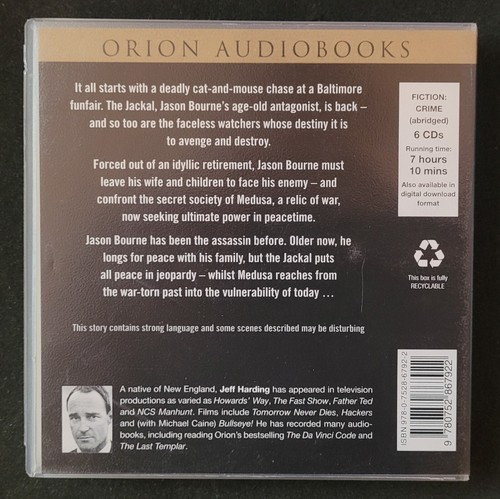 ORION AUDIOBOOKS
It all starts with a deadly cat-and-mouse chase at a Baltimore
funfair. The Jackal, Jason Bourne's age-old antagonist, is back –
and so too are the faceless watchers whose destiny it is
to avenge and destroy.
Forced out of an idyllic retirement, Jason Bourne must
leave his wife and children to face his enemy – and
confront the secret society of Medusa, a relic of war,
now seeking ultimate power in peacetime.
Jason Bourne has been the assassin before. Older now, he
longs for peace with his family, but the Jackal puts
all peace in jeopardy – whilst Medusa reaches from
the war-torn past into the vulnerability of today …
This story contains strong language and some scenes described may be disturbing
FICTION:
CRIME
(abridged)
6 CDs
Running time:
7 hours
10 mins
Also available in
digital download
format
This box is fully
RECYCLABLE
A native of New England, Jeff Harding has appeared in television
productions as varied as Howards' Way, The Fast Show, Father Ted
and NCS Manhunt. Films include Tomorrow Never Dies, Hackers
and (with Michael Caine) Bullseye! He has recorded many audio-
books, including reading Orion's bestselling The Da Vinci Code and
The Last Templar.
ISBN 978-0-7528-6792-2
9 780752 867922